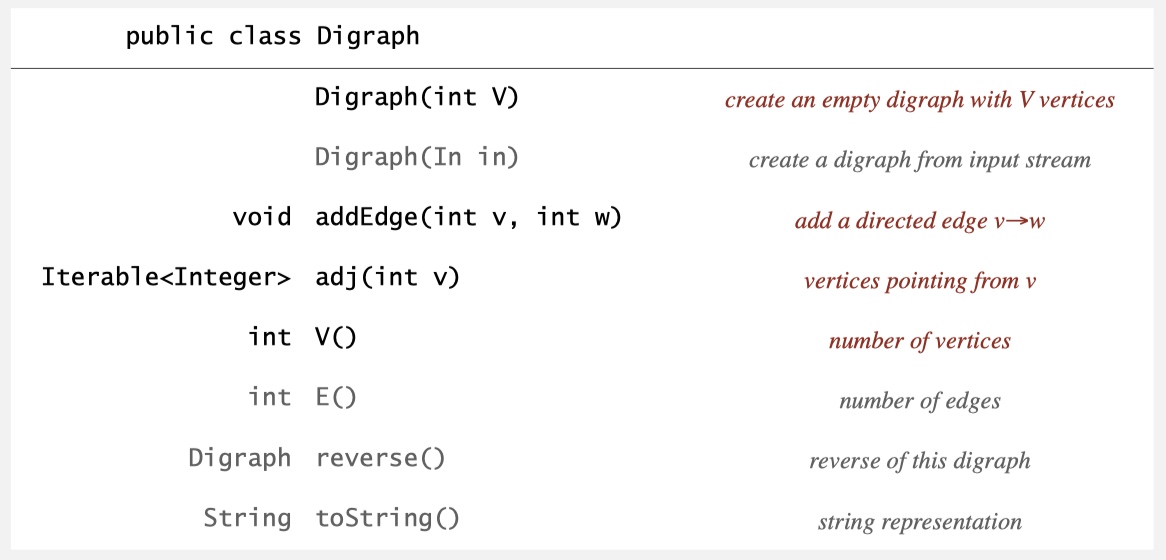 public class Digraph
Digraph(int V) create an empty digraph with V vertices
Digraph(In in) create a digraph from input stream
void addEdge(int v, int w) add a directed edge v→w
Iterable<Integer> adj(int v) vertices pointing from v
int V() number of vertices
int E() number of edges
Digraph reverse() reverse of this digraph
String toString() string representation